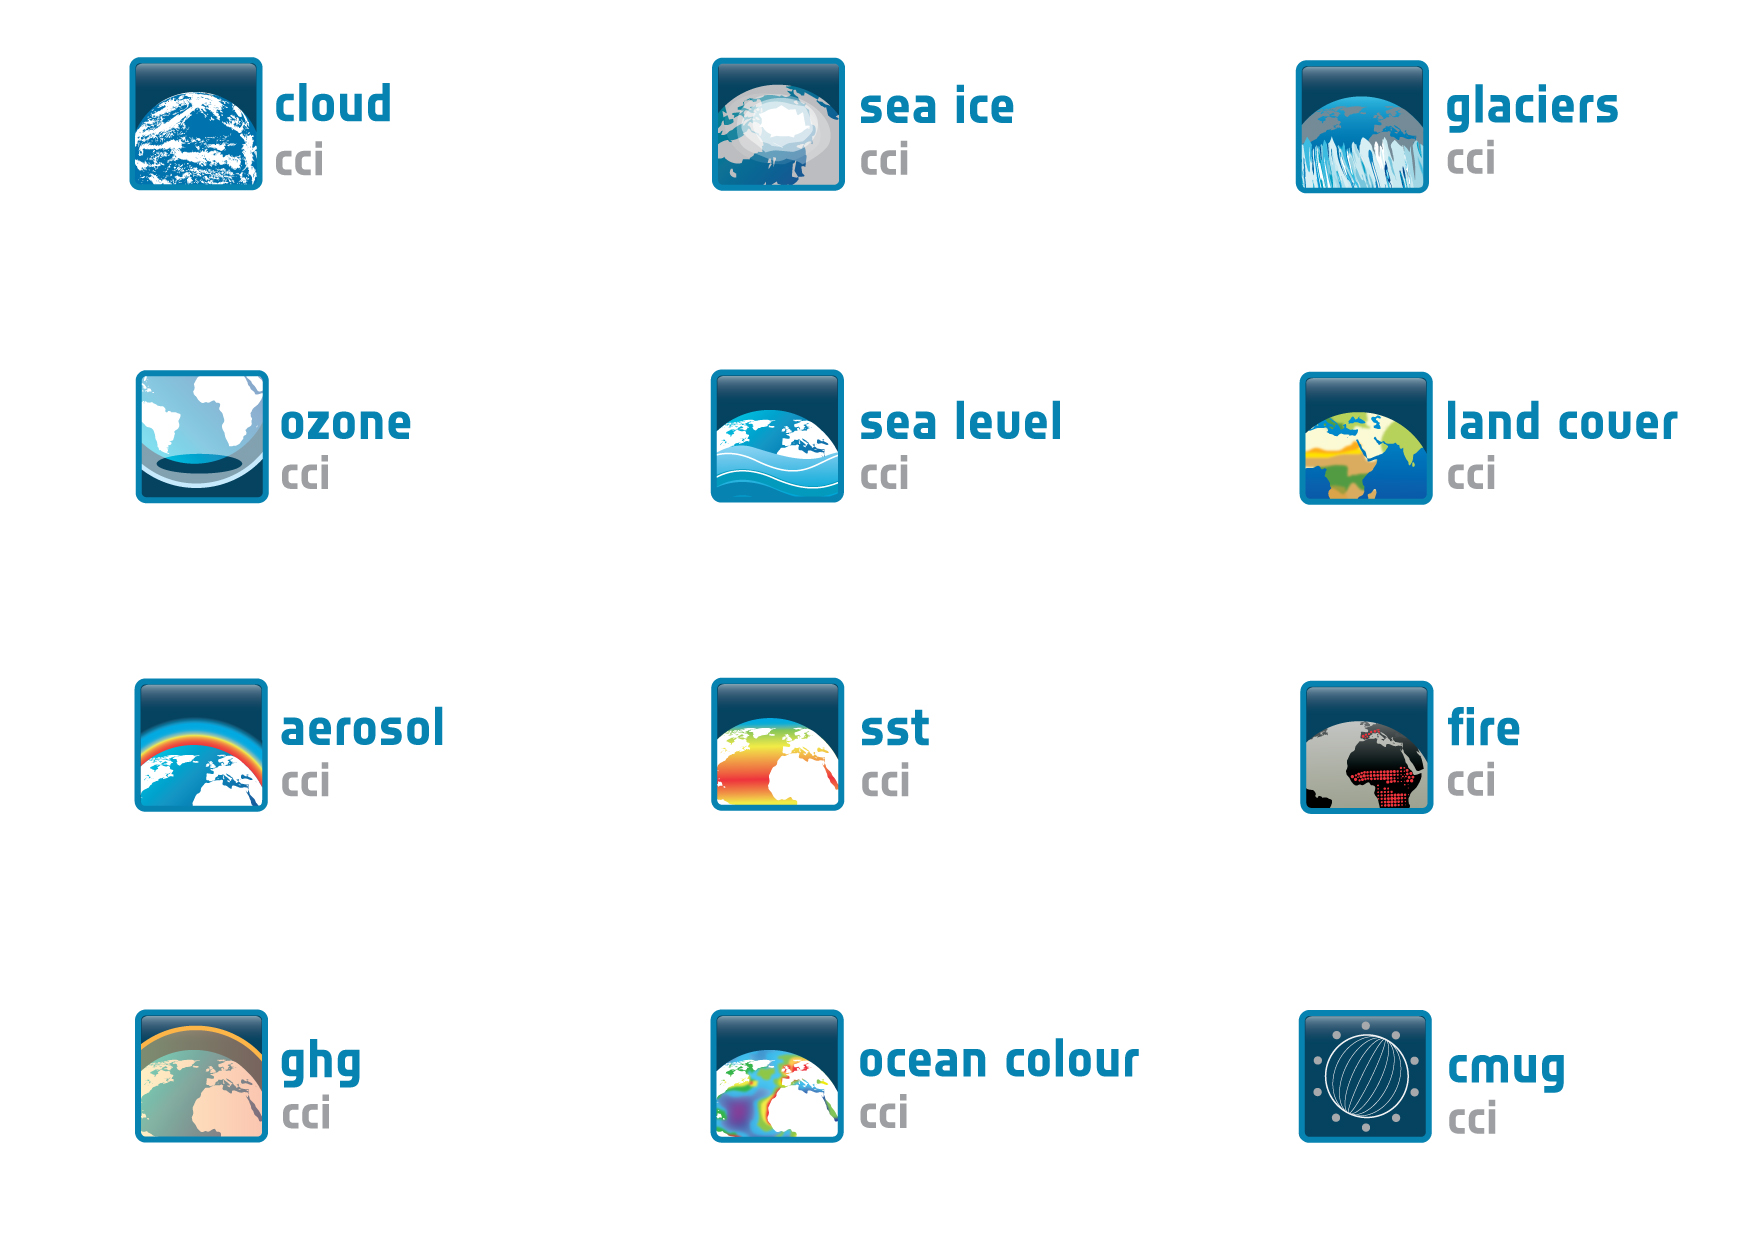 cloud
cci
sea ice
cci
glaciers
cci
ozone
cci
sea level
cci
land cover
cci
aerosol
cci
sst
cci
fire
cci
ghg
cci
ocean colour
cci
cmug
cci